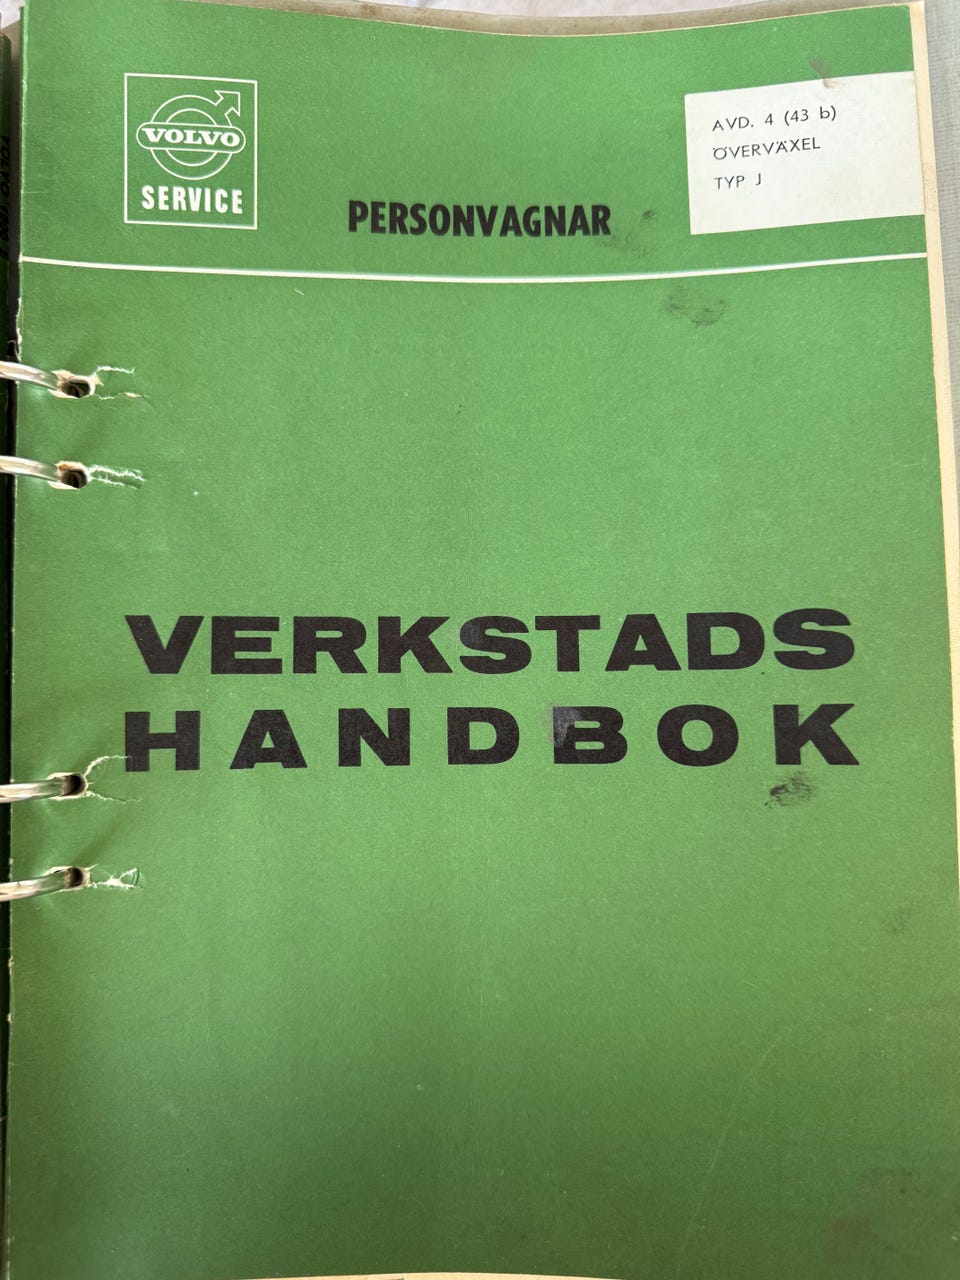 VOLVO
SERVICE
PERSONVAGNAR
AVD. 4 (43 b)
ÖVERVÄXEL
TYP J
VERKSTADS
HANDBOK